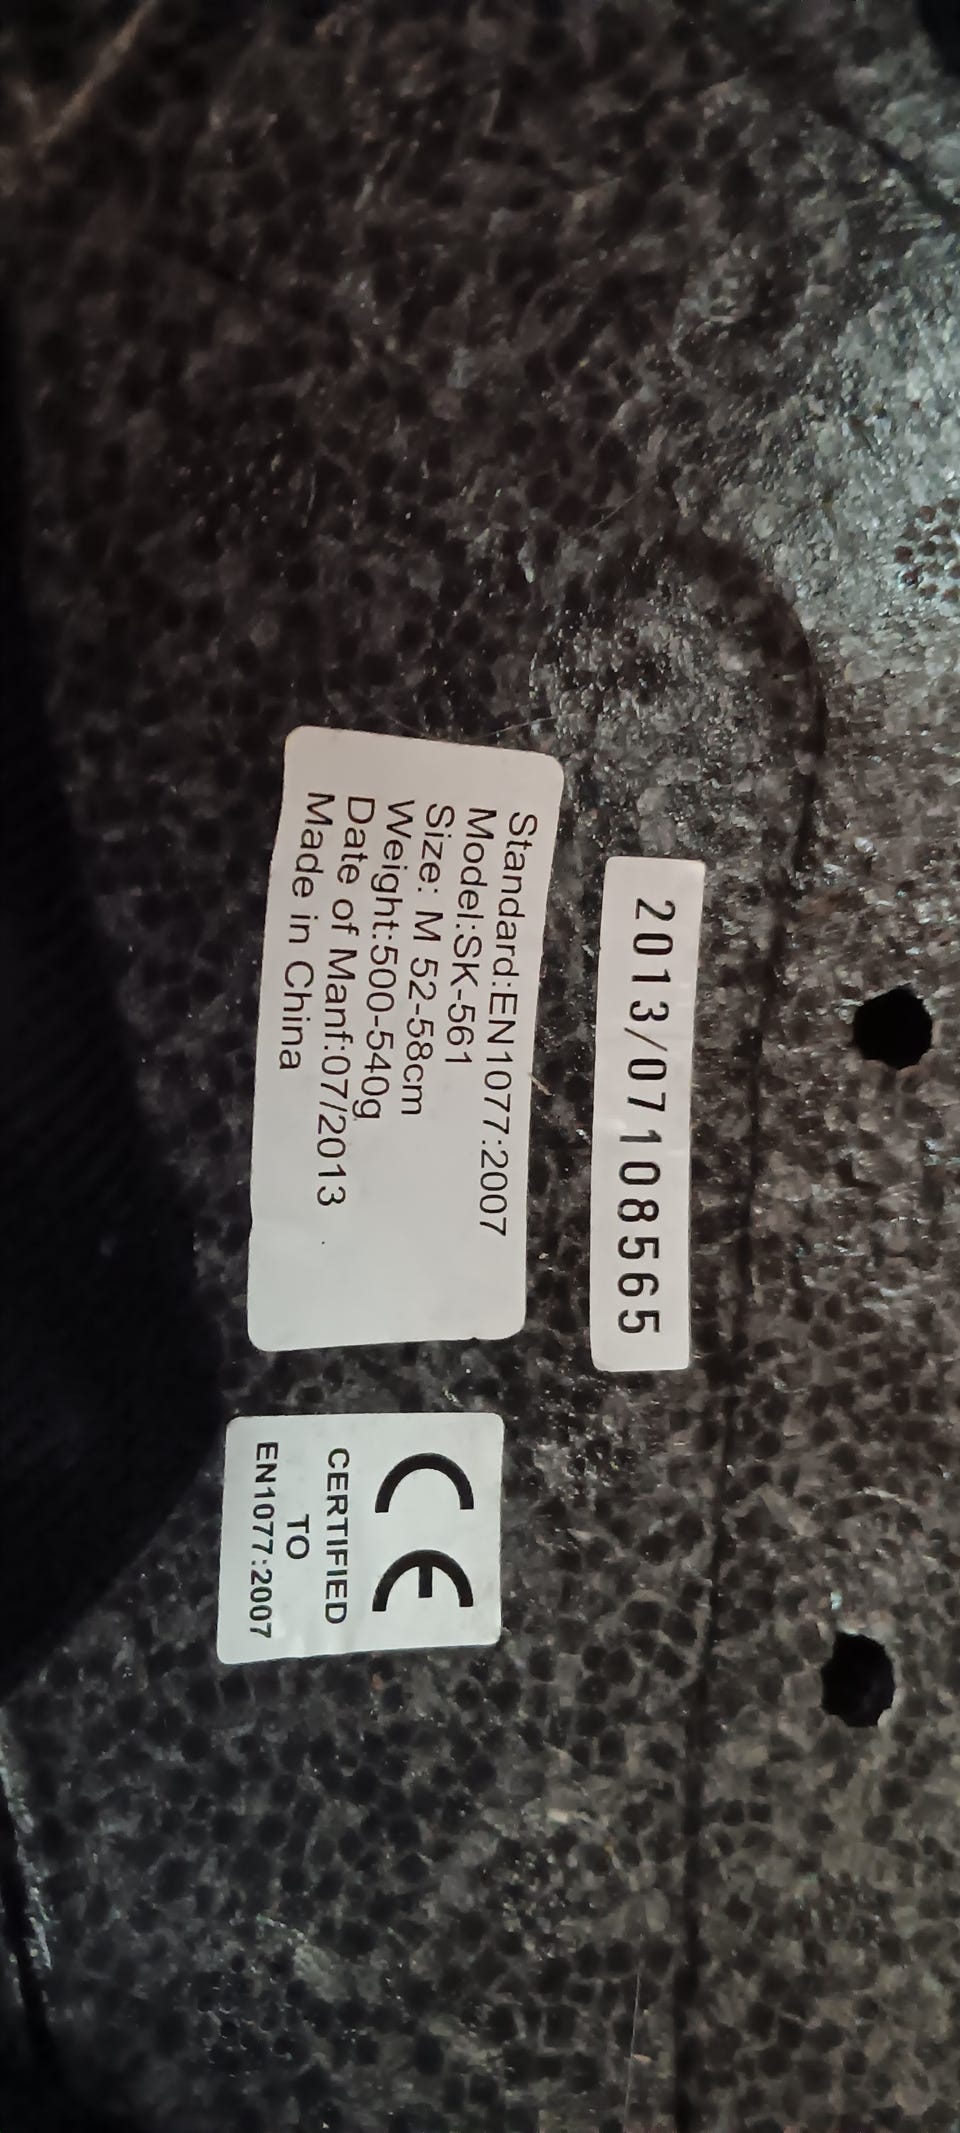 2013/07108565
Standard:EN1077:2007
Model:SK-561
Size: M 52-58cm
Weight:500-540g
Date of Manf:07/2013
Made in China
CE
CERTIFIED
TO
EN1077:2007